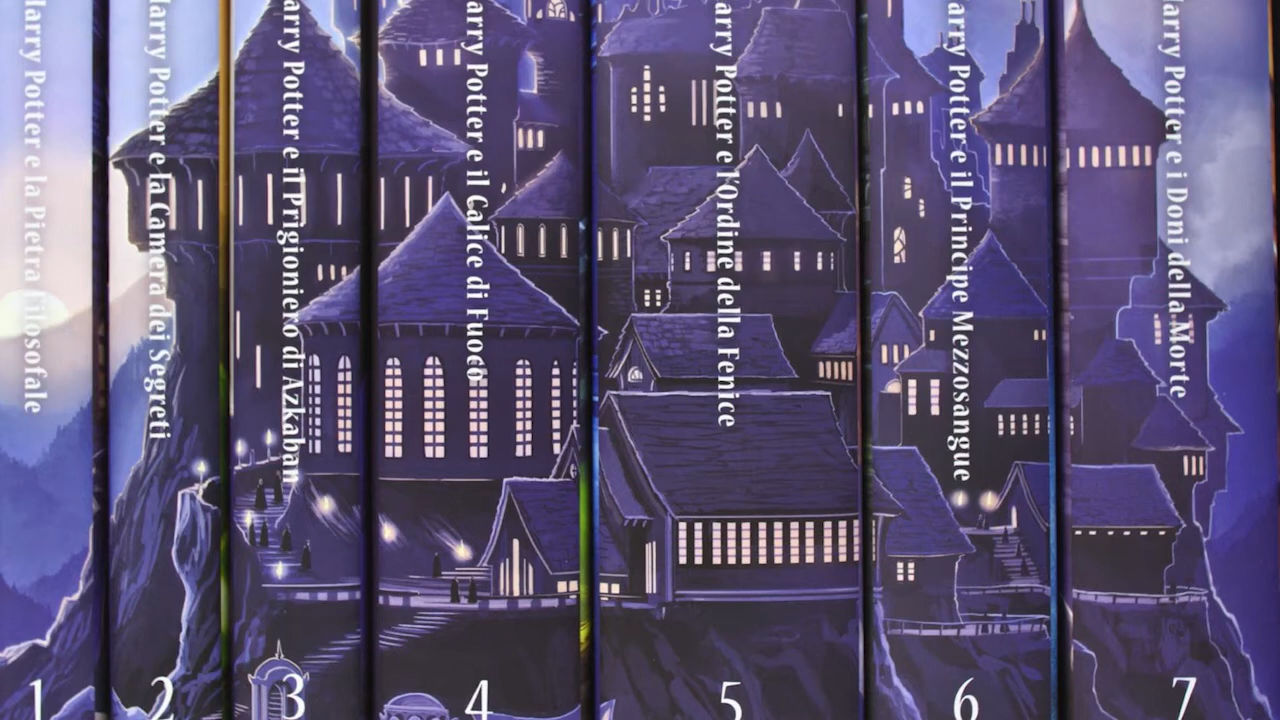 arry Potter e la Pietra Filosofale
arry Potter e la Camera dei Segreti
arry Potter e il Prigioniero di Azkaban
arry Potter e il Calice di Fuoco
arry Potter e l'Ordine della Fenice
arry Potter e il Principe Mezzosangue
arry Potter e i Doni della Morte
1
2
3
4
5
6
7